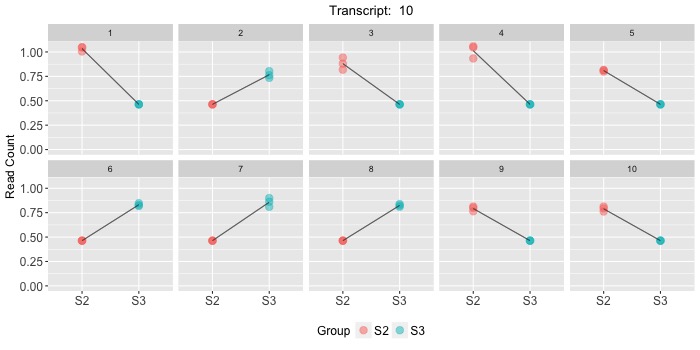 Transcript: 10
1 2 3 4 5
1.00
0.75
0.50
0.25
0.00
Read Count
6 7 8 9 10
1.00
0.75
0.50
0.25
0.00
S2 S3 S2 S3 S2 S3 S2 S3 S2 S3
Group S2 S3